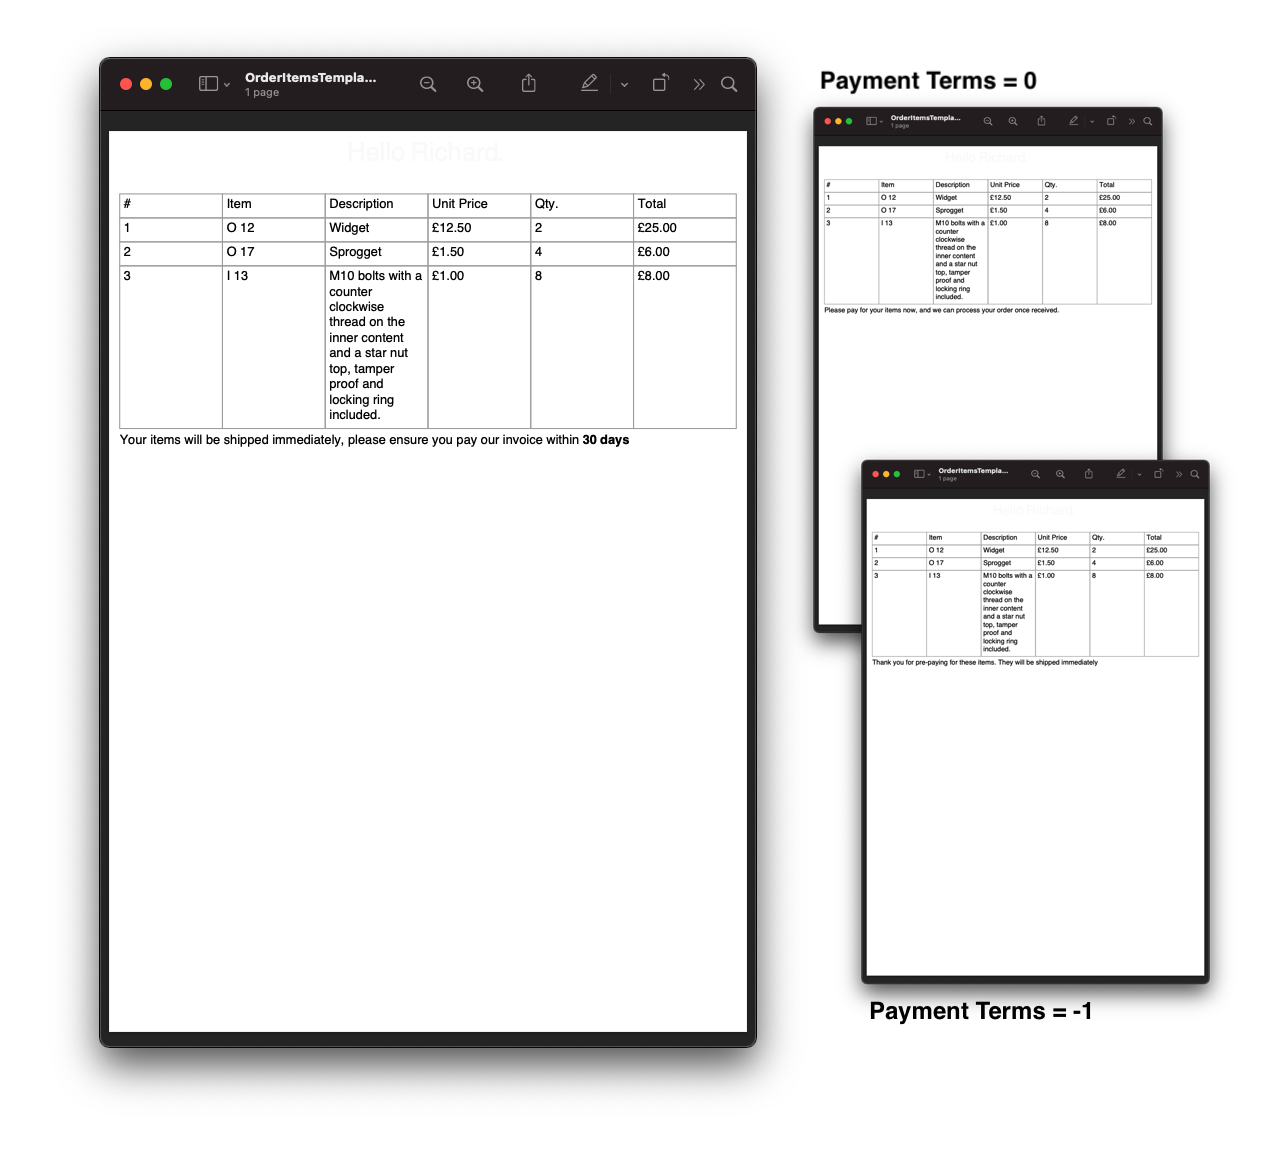 OrderItemsTempla...
1 page
Hello Richard.
# Item Description Unit Price Qty. Total
1 O 12 Widget £12.50 2 £25.00
2 O 17 Sprogget £1.50 4 £6.00
3 I 13 M10 bolts with a £1.00 8 £8.00
counter
clockwise
thread on the
inner content
and a star nut
top, tamper
proof and
locking ring
included.
Your items will be shipped immediately, please ensure you pay our invoice within 30 days
Payment Terms = 0
OrderItemsTempla...
1 page
Hello Richard.
# Item Description Unit Price Qty. Total
1 O 12 Widget £12.50 2 £25.00
2 O 17 Sprogget £1.50 4 £6.00
3 I 13 M10 bolts with a £1.00 8 £8.00
counter
clockwise
thread on the
inner content
and a star nut
top, tamper
proof and
locking ring
included.
Please pay for your items now, and we can process your order once received.
OrderItemsTempla...
1 page
Hello Richard.
# Item Description Unit Price Qty. Total
1 O 12 Widget £12.50 2 £25.00
2 O 17 Sprogget £1.50 4 £6.00
3 I 13 M10 bolts with a £1.00 8 £8.00
counter
clockwise
thread on the
inner content
and a star nut
top, tamper
proof and
locking ring
included.
Thank you for pre-paying for these items. They will be shipped immediately
Payment Terms = -1